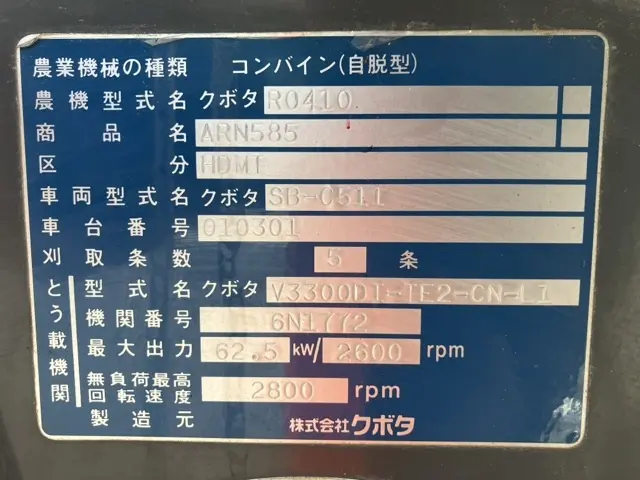 農業機械の種類 コンバイン(自脱型)
農機型式名 クボタ R0410.
商品名 ARN585
区分 HDM1
車両型式名 クボタ SB-C511
車台番号 010301
刈取条数 5 条
とう載機関
型式名 クボタ V3300DI-TE2-CN-L1
機関番号 6N1772
最大出力 62.5 kW/ 2600 rpm
無負荷最高回転速度 2800 rpm
製造元 株式会社クボタ